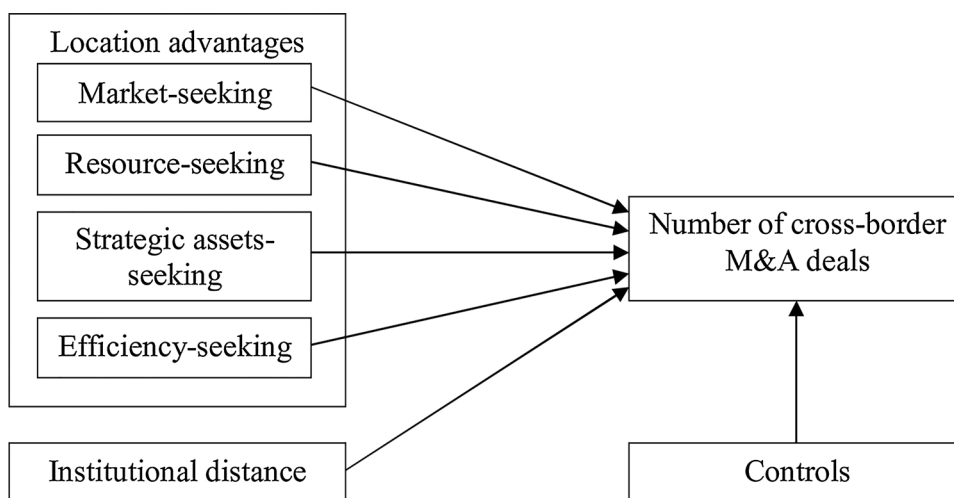 Location advantages
Market-seeking
Resource-seeking
Strategic assets-
seeking
Efficiency-seeking
Institutional distance
Number of cross-border
M&A deals
Controls